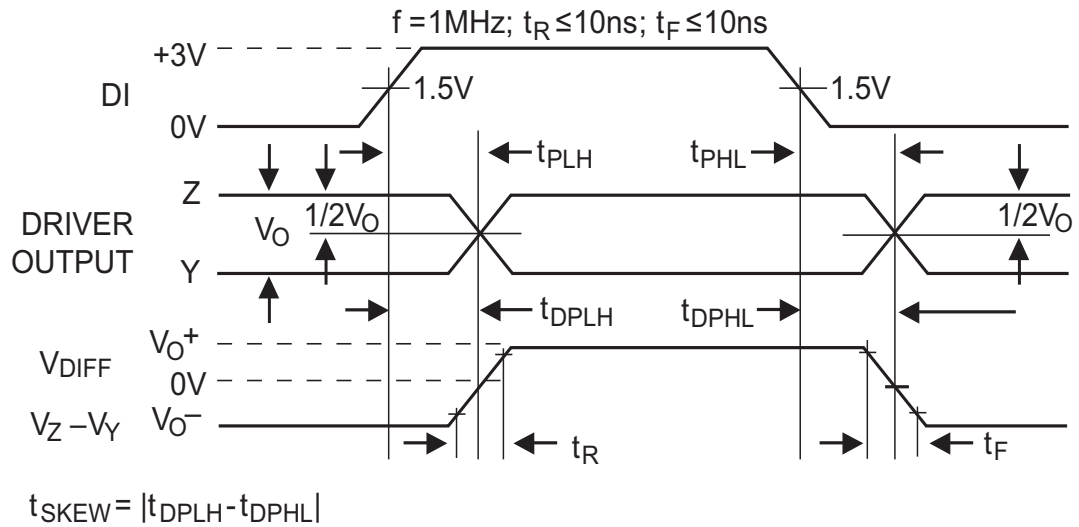 f = 1MHz; tR ≤ 10ns; tF ≤ 10ns
+3V
DI
1.5V
1.5V
0V
tPLH
tPHL
Z
DRIVER
OUTPUT
VO
1/2VO
1/2VO
Y
tDPLH
tDPHL
VO+
VDIFF
0V
VZ – VY
VO–
tR
tF
tSKEW = |tDPLH - tDPHL|